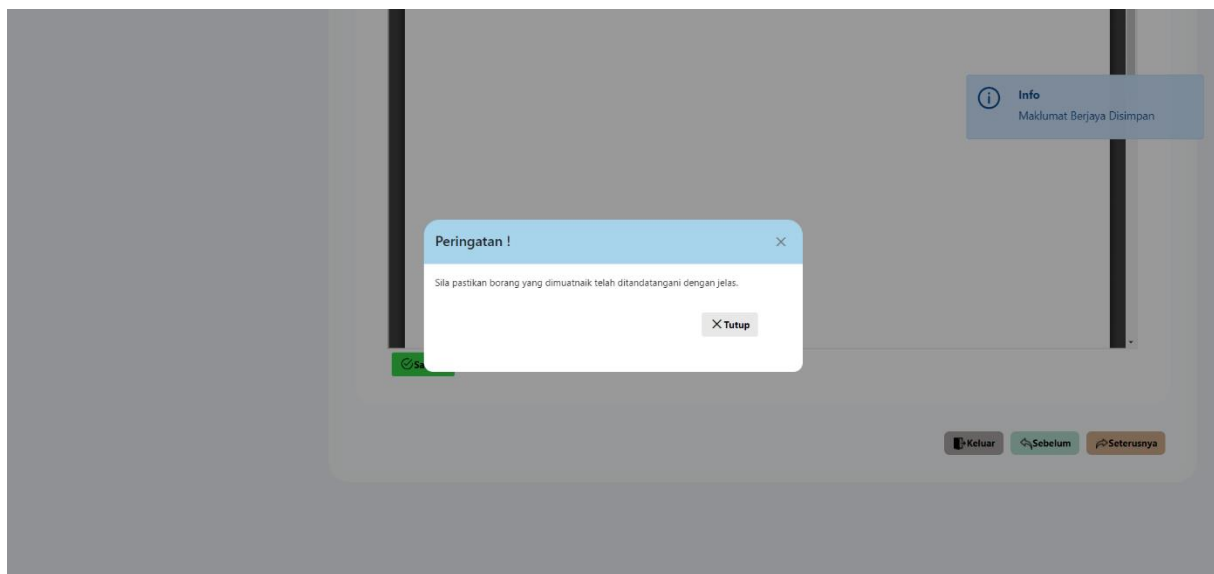 Info
Maklumat Berjaya Disimpan
Peringatan !
Sila pastikan borang yang dimuatnaik telah ditandatangani dengan jelas.
Tutup
Keluar
Sebelum
Seterusnya